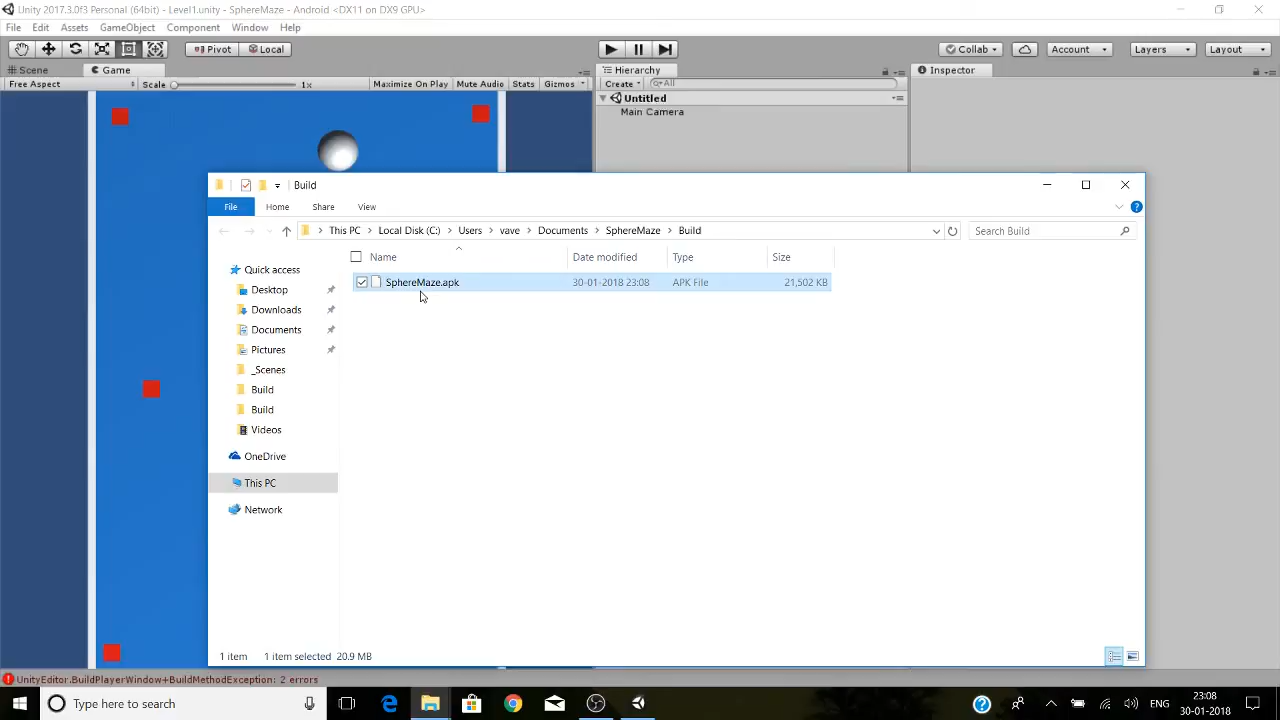 Unity 2017.3.0f3 Personal (64bit) - Level1.unity - SphereMaze - Android <DX11 on DX9 GPU>
File Edit Assets GameObject Component Window Help
Pivot Local Collab Account Layers Layout
Scene Game Hierarchy Inspector
Free Aspect Scale 1x Maximize On Play Mute Audio Stats Gizmos Create All
Untitled
Main Camera
Build
File Home Share View
This PC Local Disk (C:) Users vave Documents SphereMaze Build Search Build
Name Date modified Type Size
SphereMaze.apk 30-01-2018 23:08 APK File 21,502 KB
Quick access
Desktop
Downloads
Documents
Pictures
_Scenes
Build
Build
Videos
OneDrive
This PC
Network
1 item 1 item selected 20.9 MB
UnityEditor.BuildPlayerWindow+BuildMethodException: 2 errors
Type here to search
23:08
30-01-2018